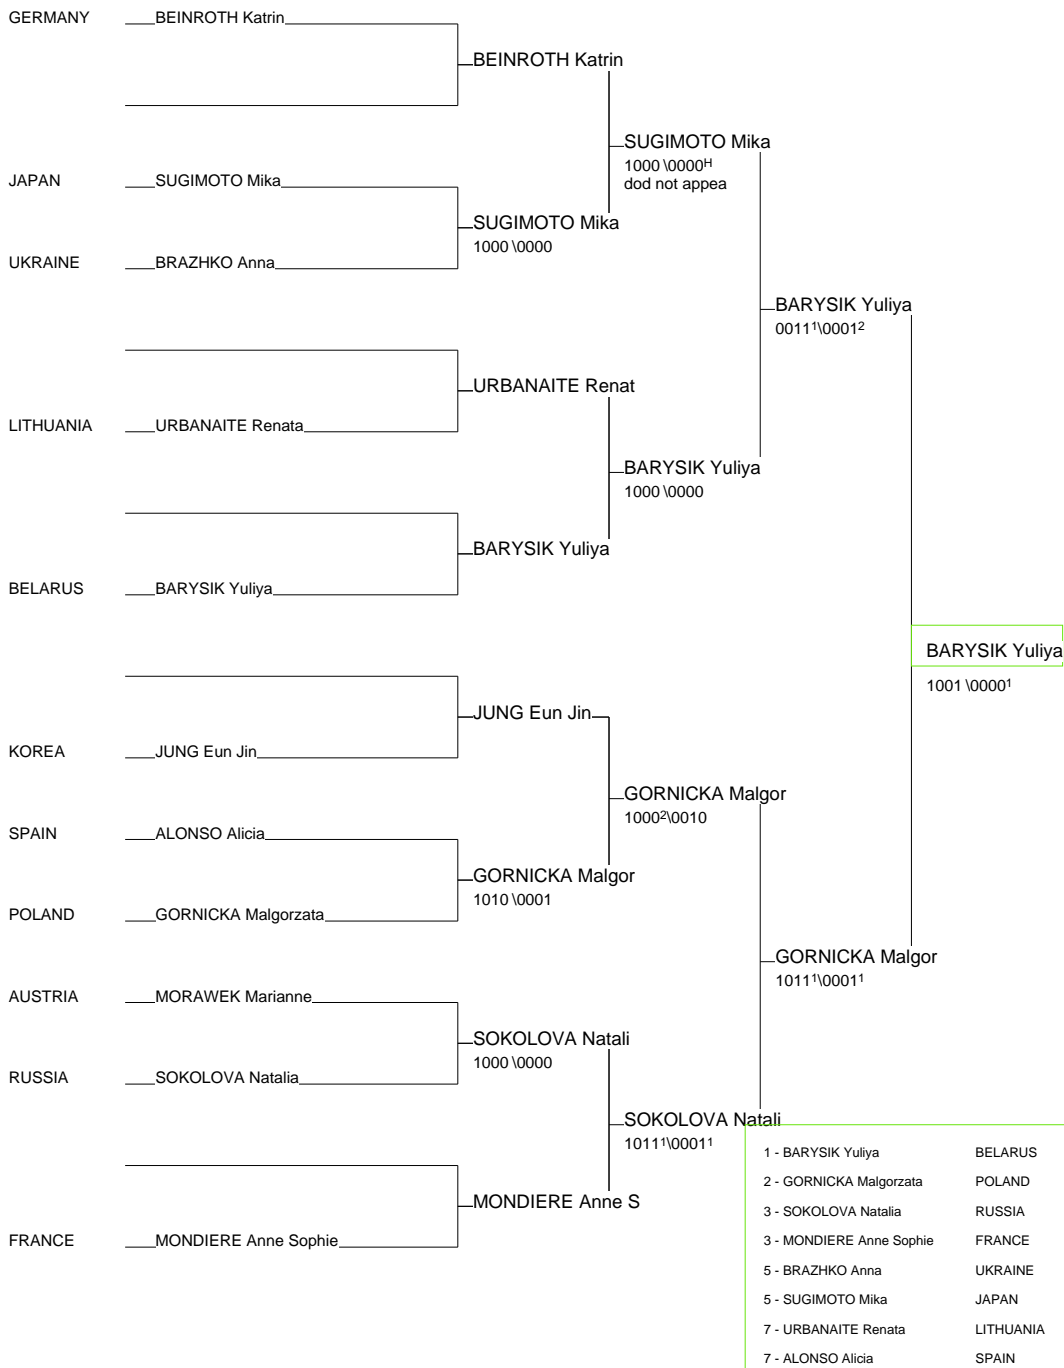 GERMANY BEINROTH Katrin
BEINROTH Katrin
SUGIMOTO Mika
1000 \0000H
dod not appea
JAPAN SUGIMOTO Mika
SUGIMOTO Mika
1000 \0000
UKRAINE BRAZHKO Anna
BARYSIK Yuliya
0011¹\0001²
URBANAITE Renat
LITHUANIA URBANAITE Renata
BARYSIK Yuliya
1000 \0000
BARYSIK Yuliya
BELARUS BARYSIK Yuliya
BARYSIK Yuliya
1001 \0000¹
JUNG Eun Jin
KOREA JUNG Eun Jin
GORNICKA Malgor
1000²\0010
SPAIN ALONSO Alicia
GORNICKA Malgor
1010 \0001
POLAND GORNICKA Malgorzata
GORNICKA Malgor
1011¹\0001¹
AUSTRIA MORAWEK Marianne
SOKOLOVA Natali
1000 \0000
RUSSIA SOKOLOVA Natalia
SOKOLOVA Natali
1011¹\0001¹
MONDIERE Anne S
FRANCE MONDIERE Anne Sophie
1 - BARYSIK Yuliya BELARUS
2 - GORNICKA Malgorzata POLAND
3 - SOKOLOVA Natalia RUSSIA
3 - MONDIERE Anne Sophie FRANCE
5 - BRAZHKO Anna UKRAINE
5 - SUGIMOTO Mika JAPAN
7 - URBANAITE Renata LITHUANIA
7 - ALONSO Alicia SPAIN